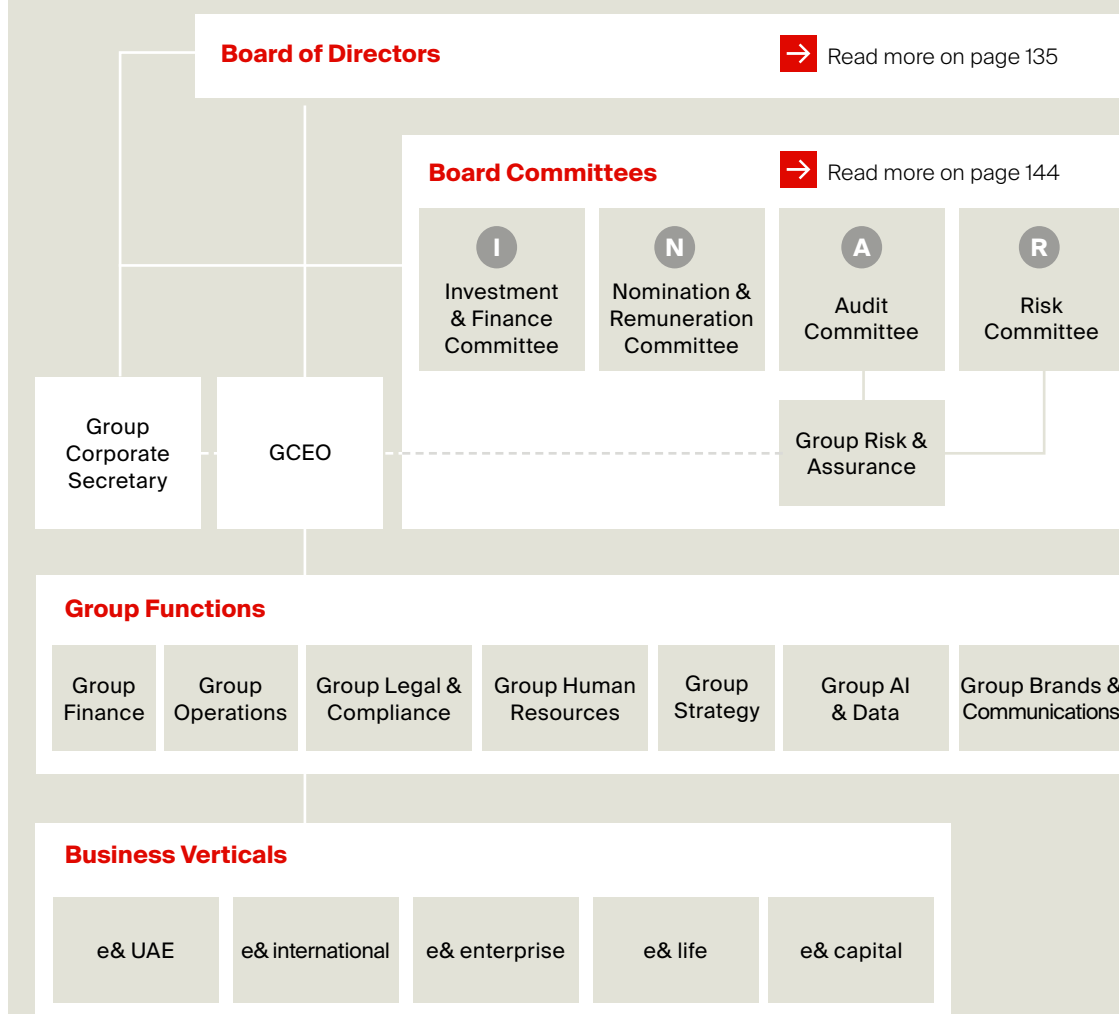 Board of Directors
→ Read more on page 135
Board Committees
→ Read more on page 144
I
Investment
& Finance
Committee
N
Nomination &
Remuneration
Committee
A
Audit
Committee
R
Risk
Committee
Group
Corporate
Secretary
GCEO
Group Risk &
Assurance
Group Functions
Group
Finance
Group
Operations
Group Legal &
Compliance
Group Human
Resources
Group
Strategy
Group AI
& Data
Group Brands &
Communications
Business Verticals
e& UAE
e& international
e& enterprise
e& life
e& capital